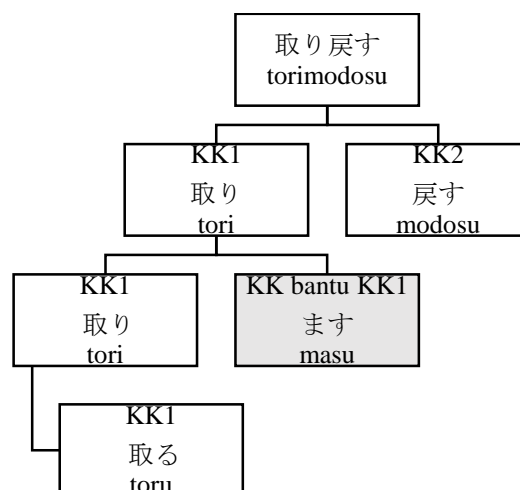 取り戻す
torimodosu
KK1
取り
tori
KK2
戻す
modosu
KK1
取り
tori
KK bantu KK1
ます
masu
KK1
取る
toru